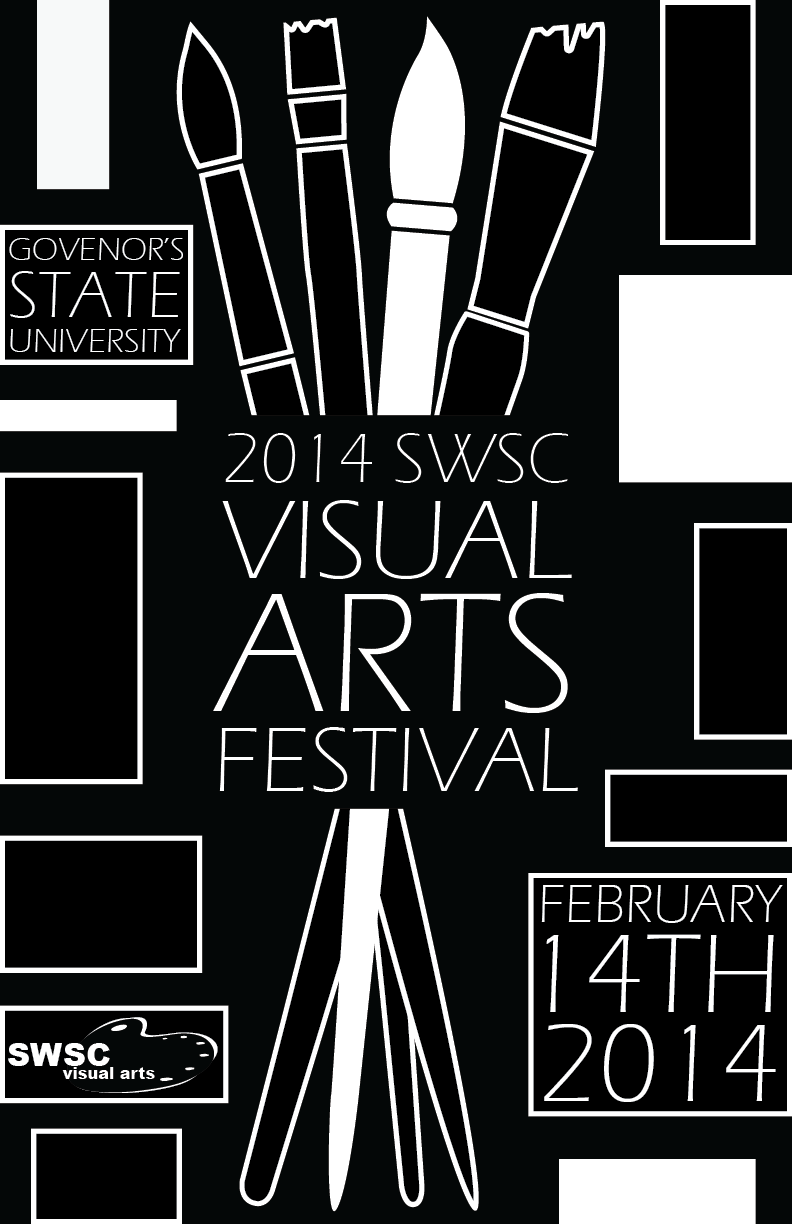 GOVENOR'S
STATE
UNIVERSITY
2014 SWSC
VISUAL
ARTS
FESTIVAL
FEBRUARY
14TH
2014
SWSC
visual arts